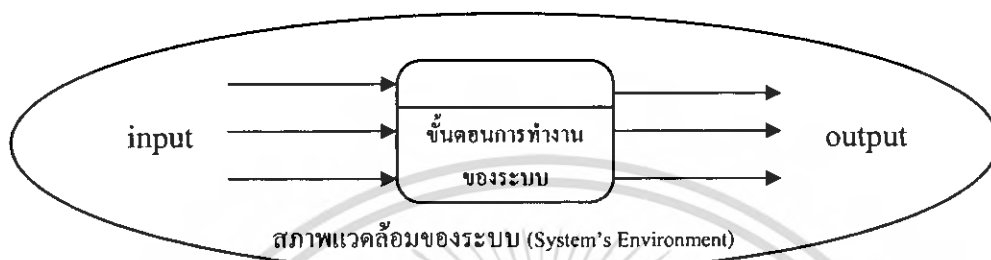 input
ขั้นตอนการทำงาน
ของระบบ
output
สภาพแวดล้อมของระบบ (System's Environment)